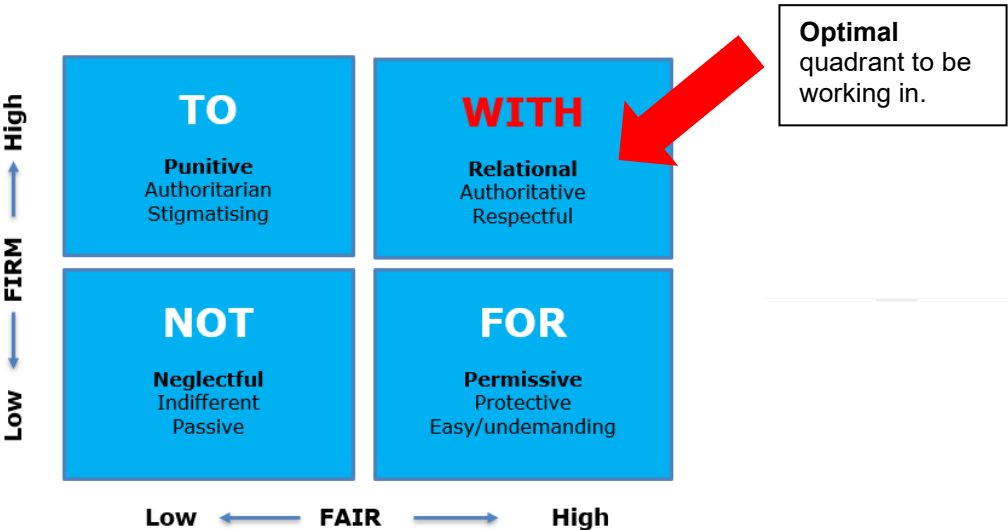 Optimal
quadrant to be
working in.
High
FIRM
Low
TO
Punitive
Authoritarian
Stigmatising
WITH
Relational
Authoritative
Respectful
NOT
Neglectful
Indifferent
Passive
FOR
Permissive
Protective
Easy/undemanding
Low FAIR High